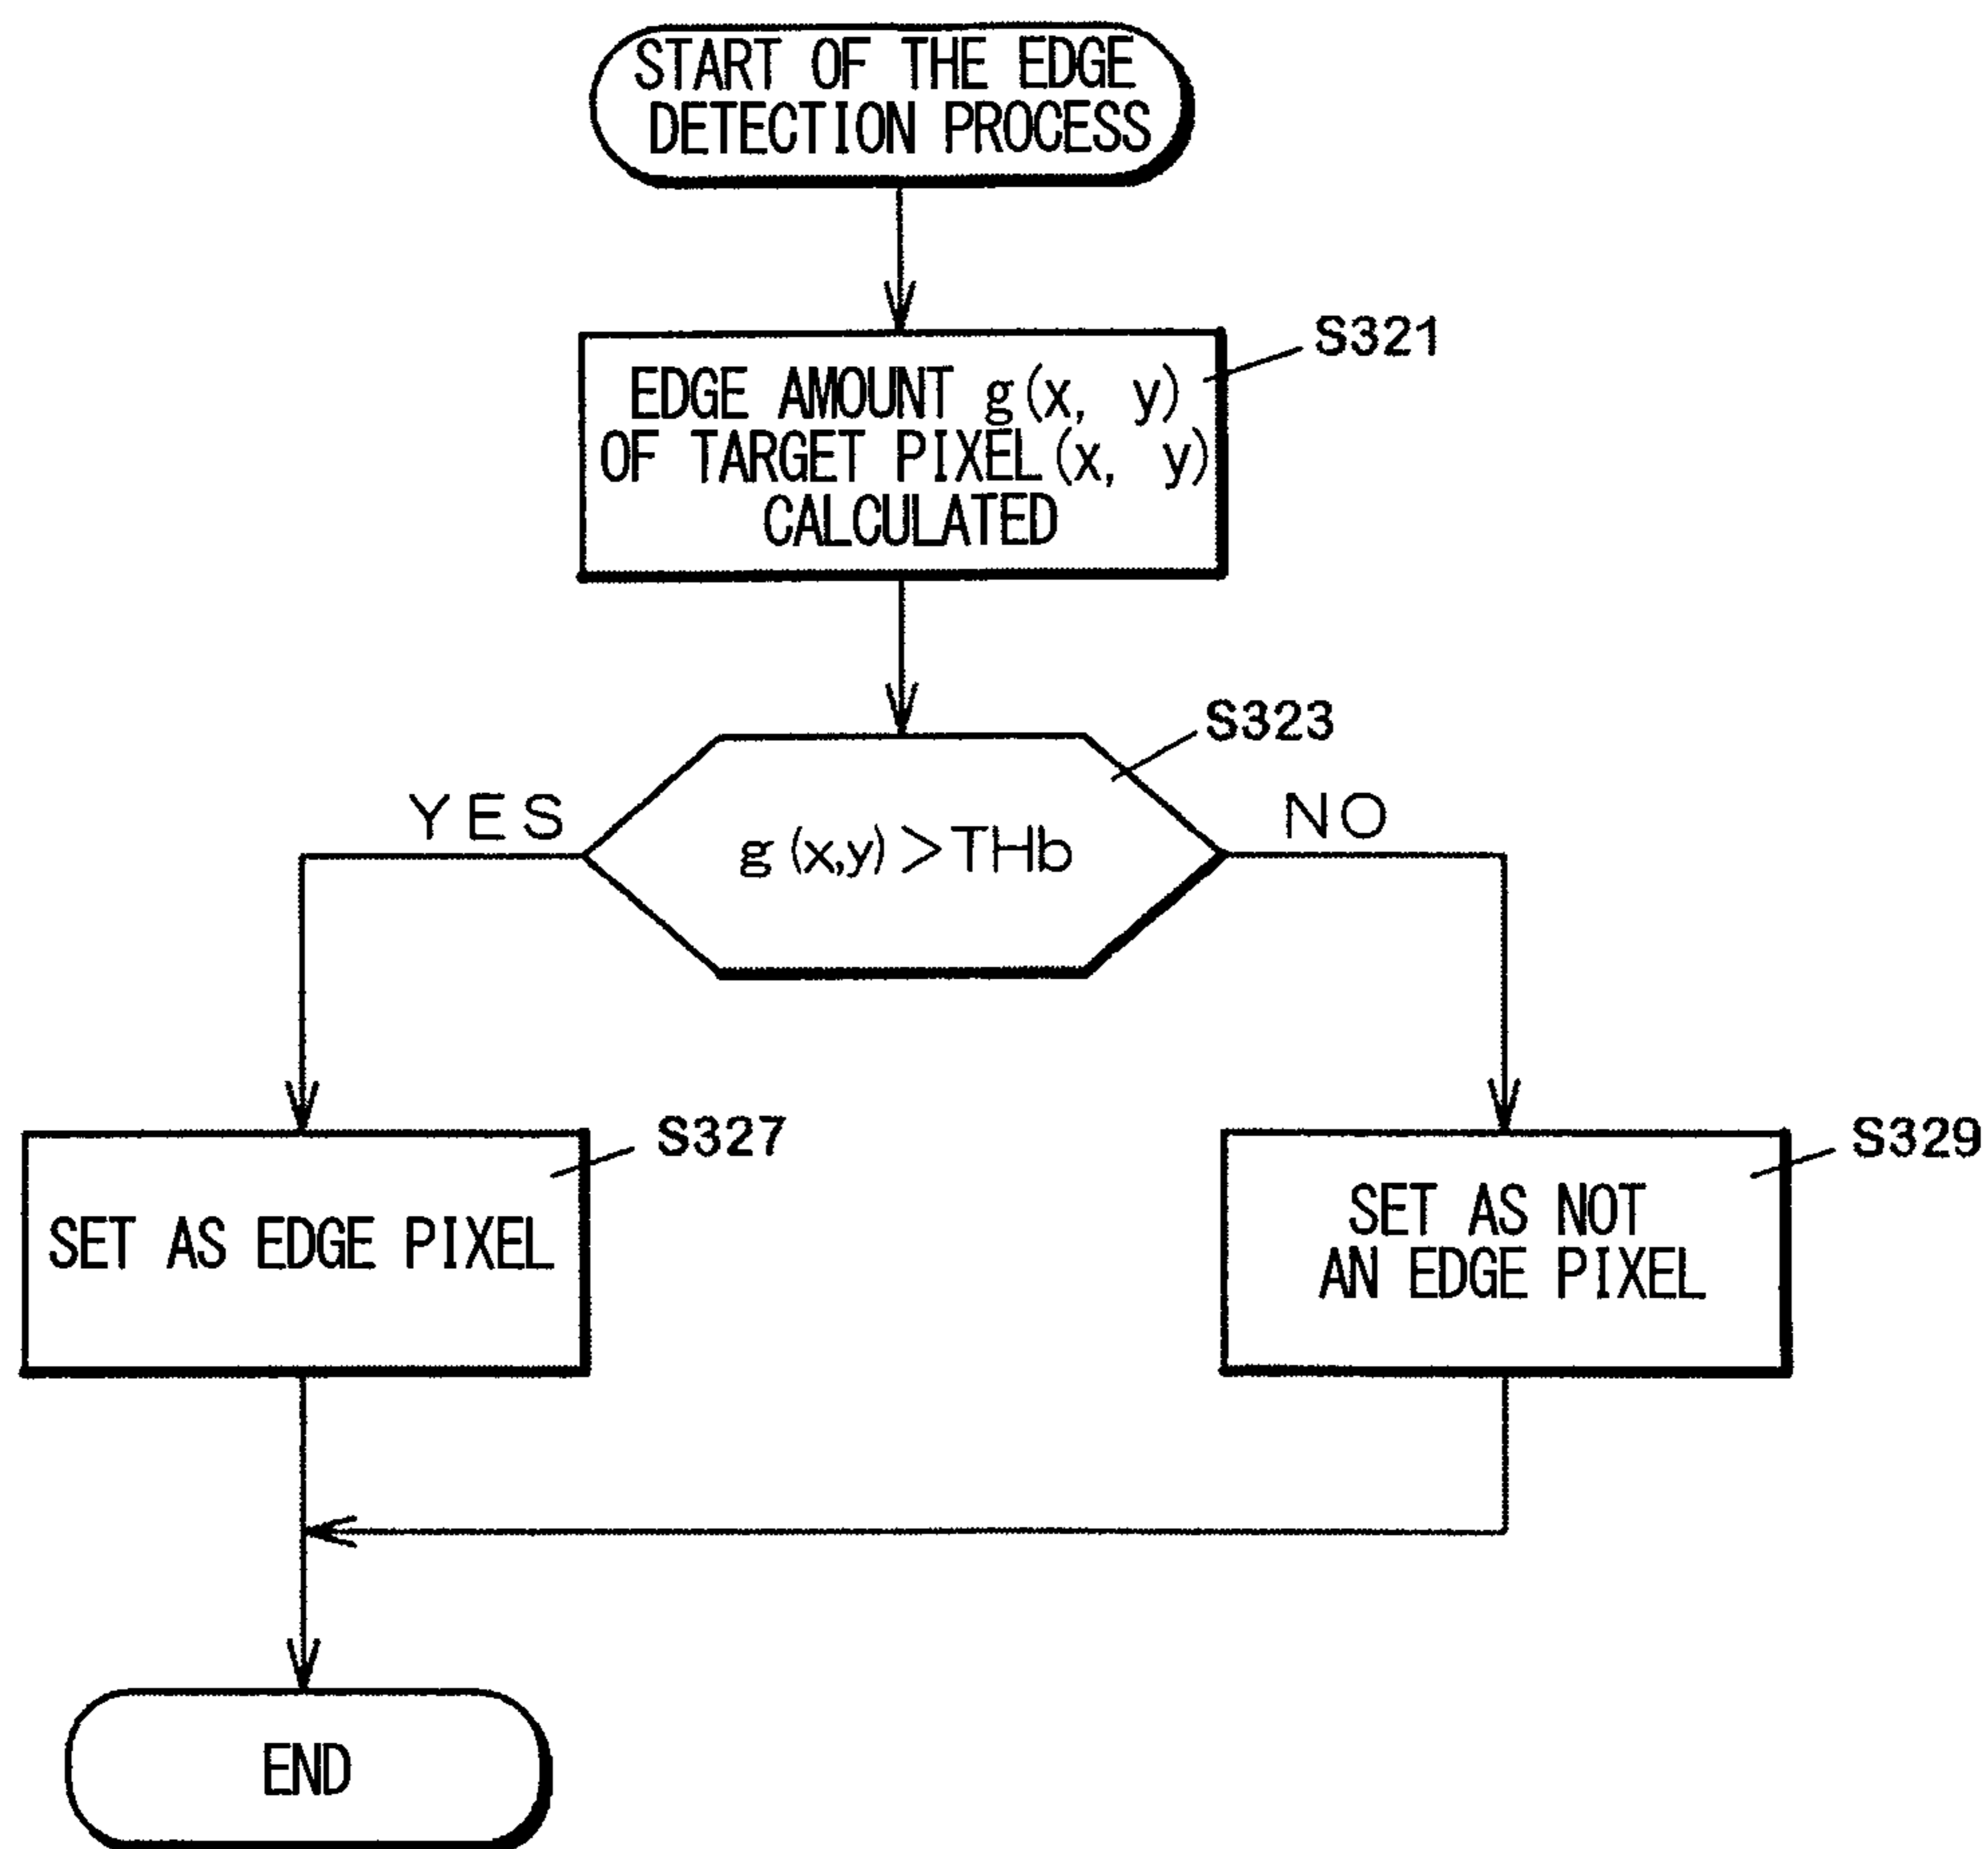 START OF THE EDGE
DETECTION PROCESS
S321
EDGE AMOUNT g(x, y)
OF TARGET PIXEL(x, y)
CALCULATED
S323
YES
g(x,y)>THb
NO
S327
SET AS EDGE PIXEL
S329
SET AS NOT
AN EDGE PIXEL
END